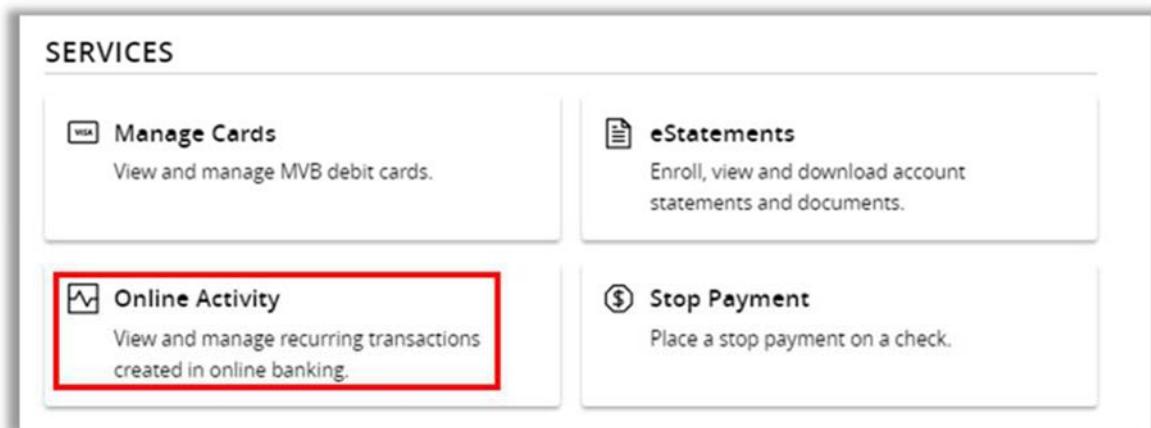 SERVICES
VISA Manage Cards
View and manage MVB debit cards.
eStatements
Enroll, view and download account
statements and documents.
Online Activity
View and manage recurring transactions
created in online banking.
$ Stop Payment
Place a stop payment on a check.